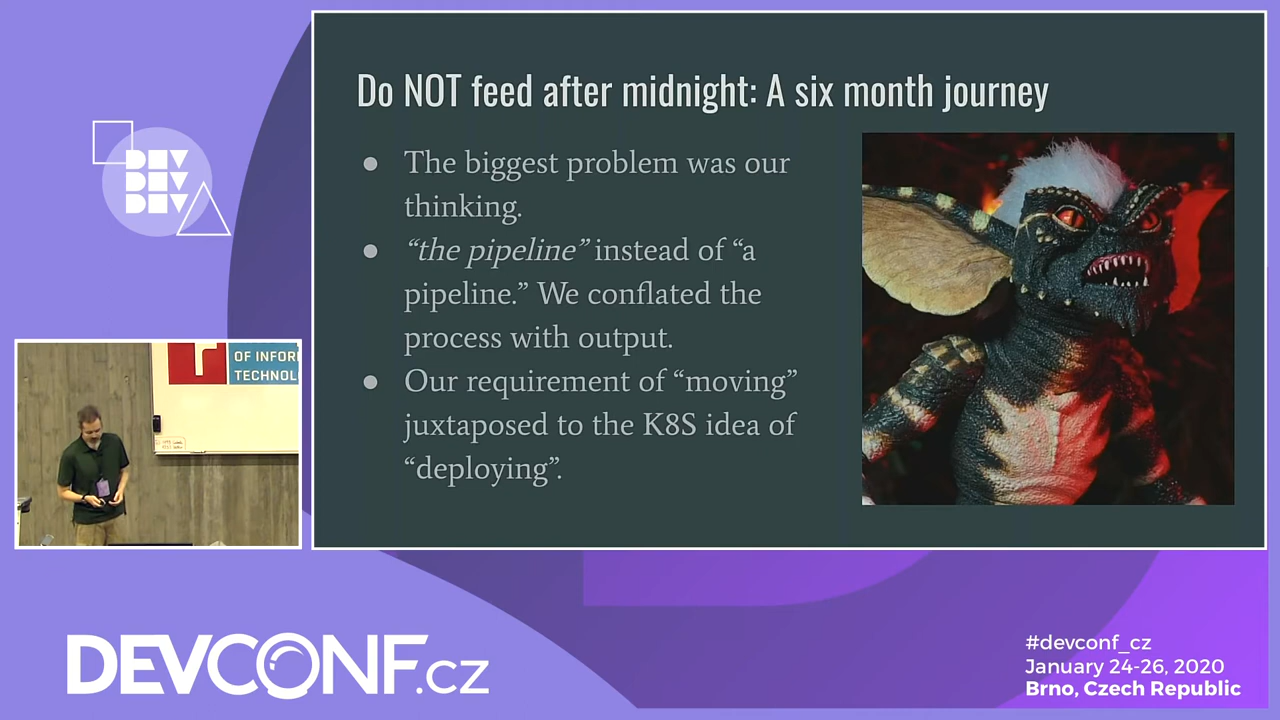 Do NOT feed after midnight: A six month journey
● The biggest problem was our
thinking.
● “the pipeline” instead of “a
pipeline.” We conflated the
process with output.
● Our requirement of “moving”
juxtaposed to the K8S idea of
“deploying”.
DEV
DEV
DEV
OF INFOR
TECHNOL
DEVCONF.cz
#devconf_cz
January 24-26, 2020
Brno, Czech Republic